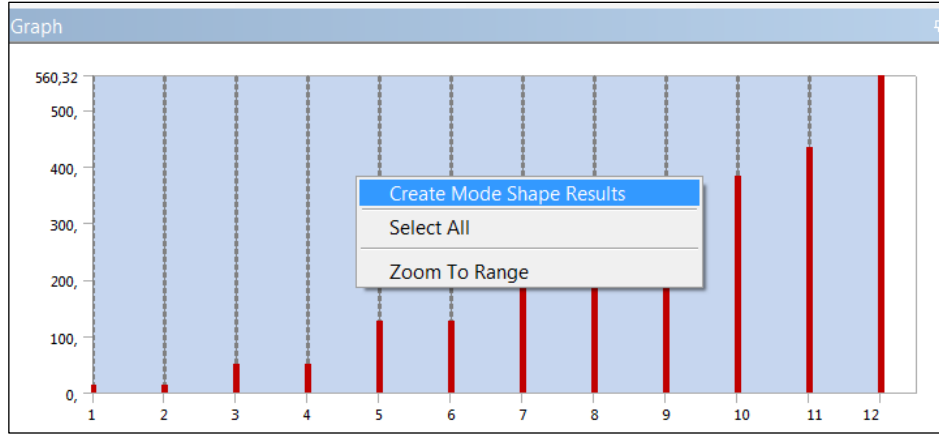 Graph
560,32
500,
400,
300,
200,
100,
0,
Create Mode Shape Results
Select All
Zoom To Range
1 2 3 4 5 6 7 8 9 10 11 12